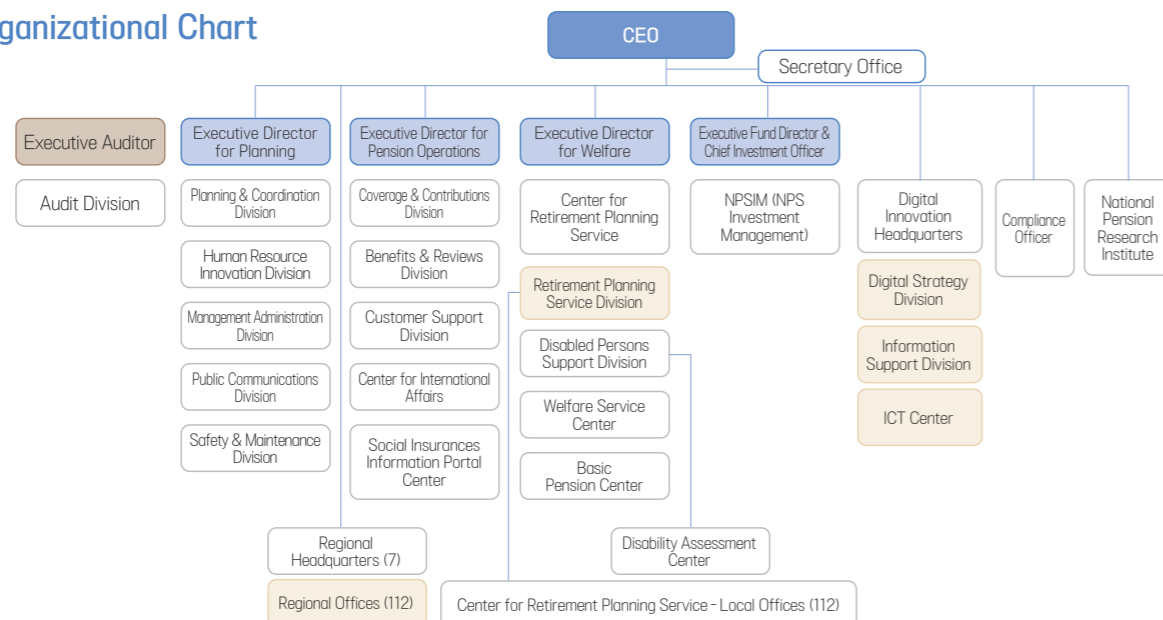 ganizational Chart
CEO
Secretary Office
Executive Auditor
Audit Division
Executive Director
for Planning
Planning & Coordination
Division
Human Resource
Innovation Division
Management Administration
Division
Public Communications
Division
Safety & Maintenance
Division
Executive Director for
Pension Operations
Coverage & Contributions
Division
Benefits & Reviews
Division
Customer Support
Division
Center for International
Affairs
Social Insurances
Information Portal
Center
Executive Director
for Welfare
Center for
Retirement Planning
Service
Retirement Planning
Service Division
Disabled Persons
Support Division
Welfare Service
Center
Basic
Pension Center
Executive Fund Director &
Chief Investment Officer
NPSIM (NPS
Investment
Management)
Digital
Innovation
Headquarters
Digital Strategy
Division
Information
Support Division
ICT Center
Compliance
Officer
National
Pension
Research
Institute
Regional
Headquarters (7)
Regional Offices (112)
Disability Assessment
Center
Center for Retirement Planning Service - Local Offices (112)